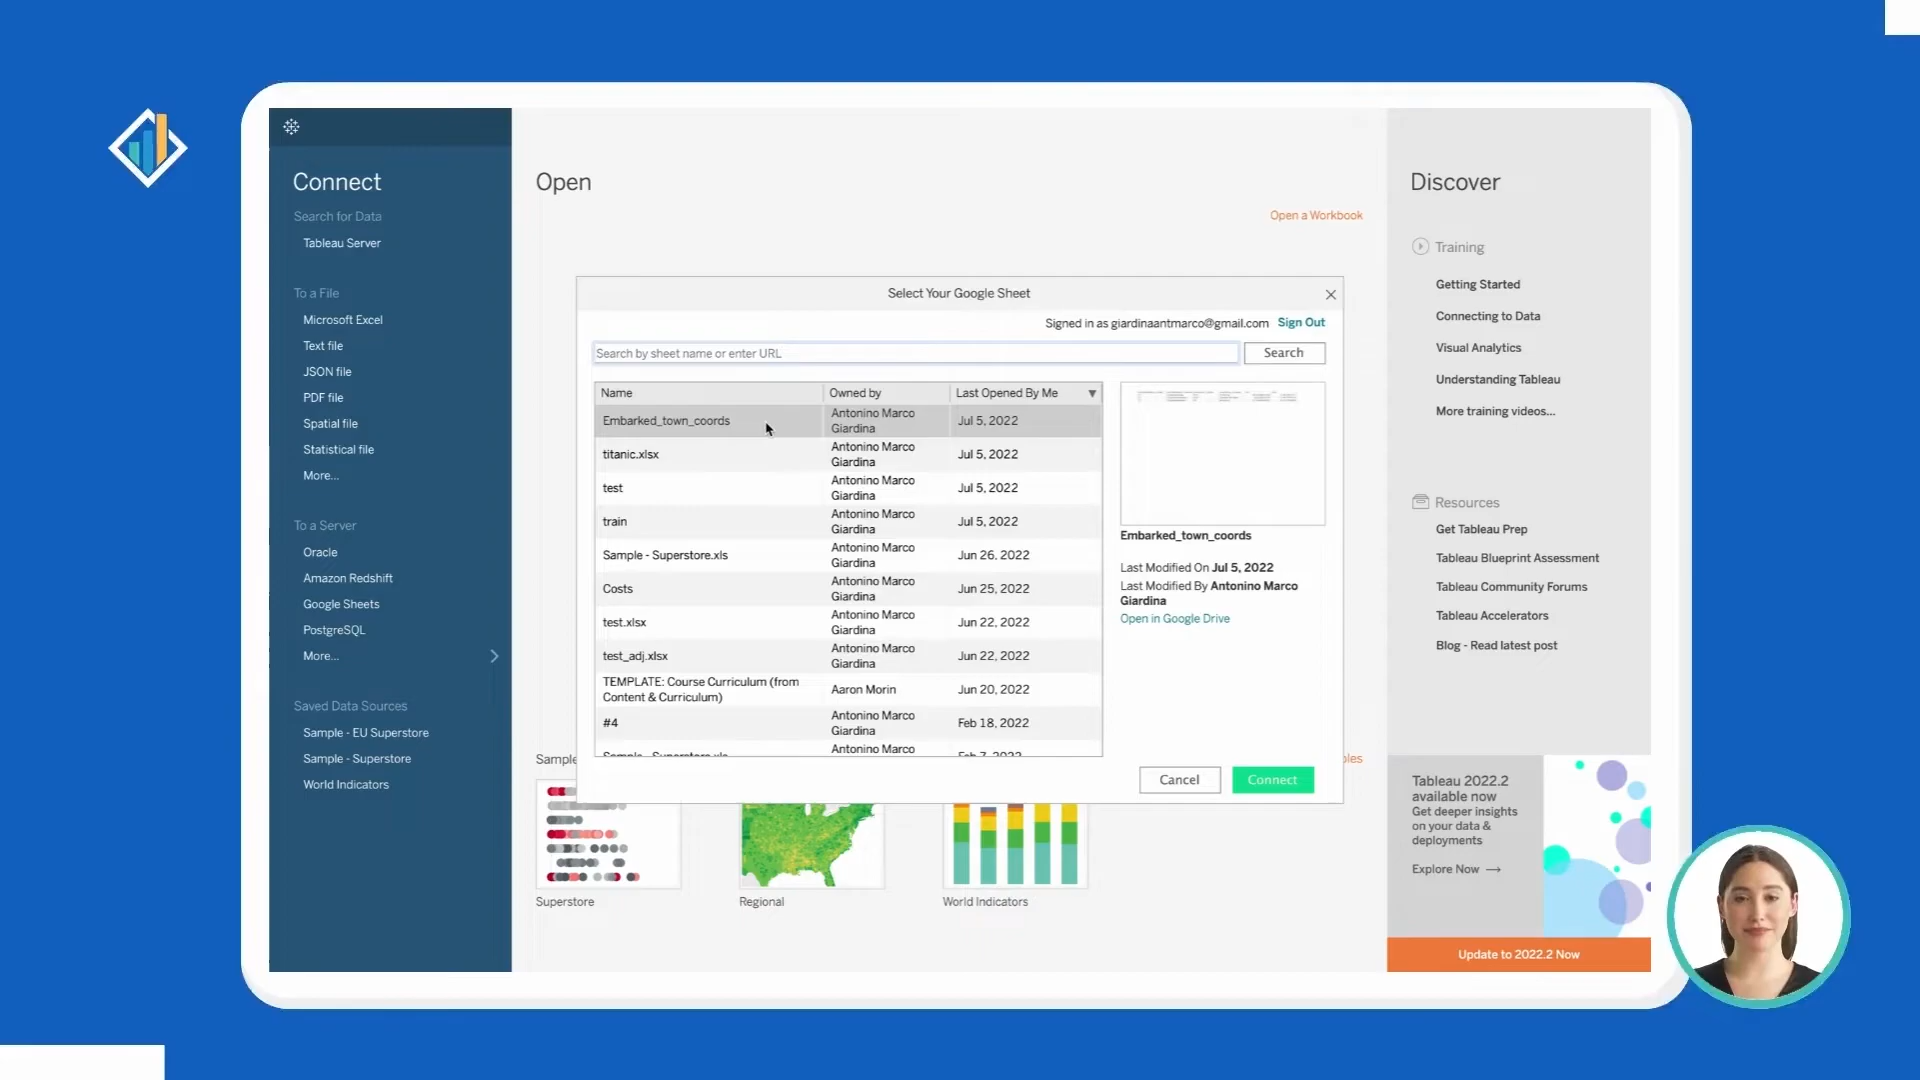 Connect
Search for Data
Tableau Server
To a File
Microsoft Excel
Text file
JSON file
PDF file
Spatial file
Statistical file
More...
To a Server
Oracle
Amazon Redshift
Google Sheets
PostgreSQL
More...
Saved Data Sources
Sample - EU Superstore
Sample - Superstore
World Indicators
Open
Open a Workbook
Select Your Google Sheet
Signed in as giardinaantmarco@gmail.com Sign Out
Search by sheet name or enter URL
Search
Name Owned by Last Opened By Me
Embarked_town_coords Antonino Marco Giardina Jul 5, 2022
titanic.xlsx Antonino Marco Giardina Jul 5, 2022
test Antonino Marco Giardina Jul 5, 2022
train Antonino Marco Giardina Jul 5, 2022
Sample - Superstore.xls Antonino Marco Giardina Jun 26, 2022
Costs Antonino Marco Giardina Jun 25, 2022
test.xlsx Antonino Marco Giardina Jun 22, 2022
test_adj.xlsx Antonino Marco Giardina Jun 22, 2022
TEMPLATE: Course Curriculum (from
Content & Curriculum) Aaron Morin Jun 20, 2022
#4 Antonino Marco Giardina Feb 18, 2022
Sample - Superstore.xls Antonino Marco Feb 7, 2022
Embarked_town_coords
Last Modified On Jul 5, 2022
Last Modified By Antonino Marco
Giardina
Open in Google Drive
Cancel
Connect
Sample
Superstore
Regional
World Indicators
Discover
Training
Getting Started
Connecting to Data
Visual Analytics
Understanding Tableau
More training videos...
Resources
Get Tableau Prep
Tableau Blueprint Assessment
Tableau Community Forums
Tableau Accelerators
Blog - Read latest post
Tableau 2022.2
available now
Get deeper insights
on your data &
deployments
Explore Now →
Update to 2022.2 Now